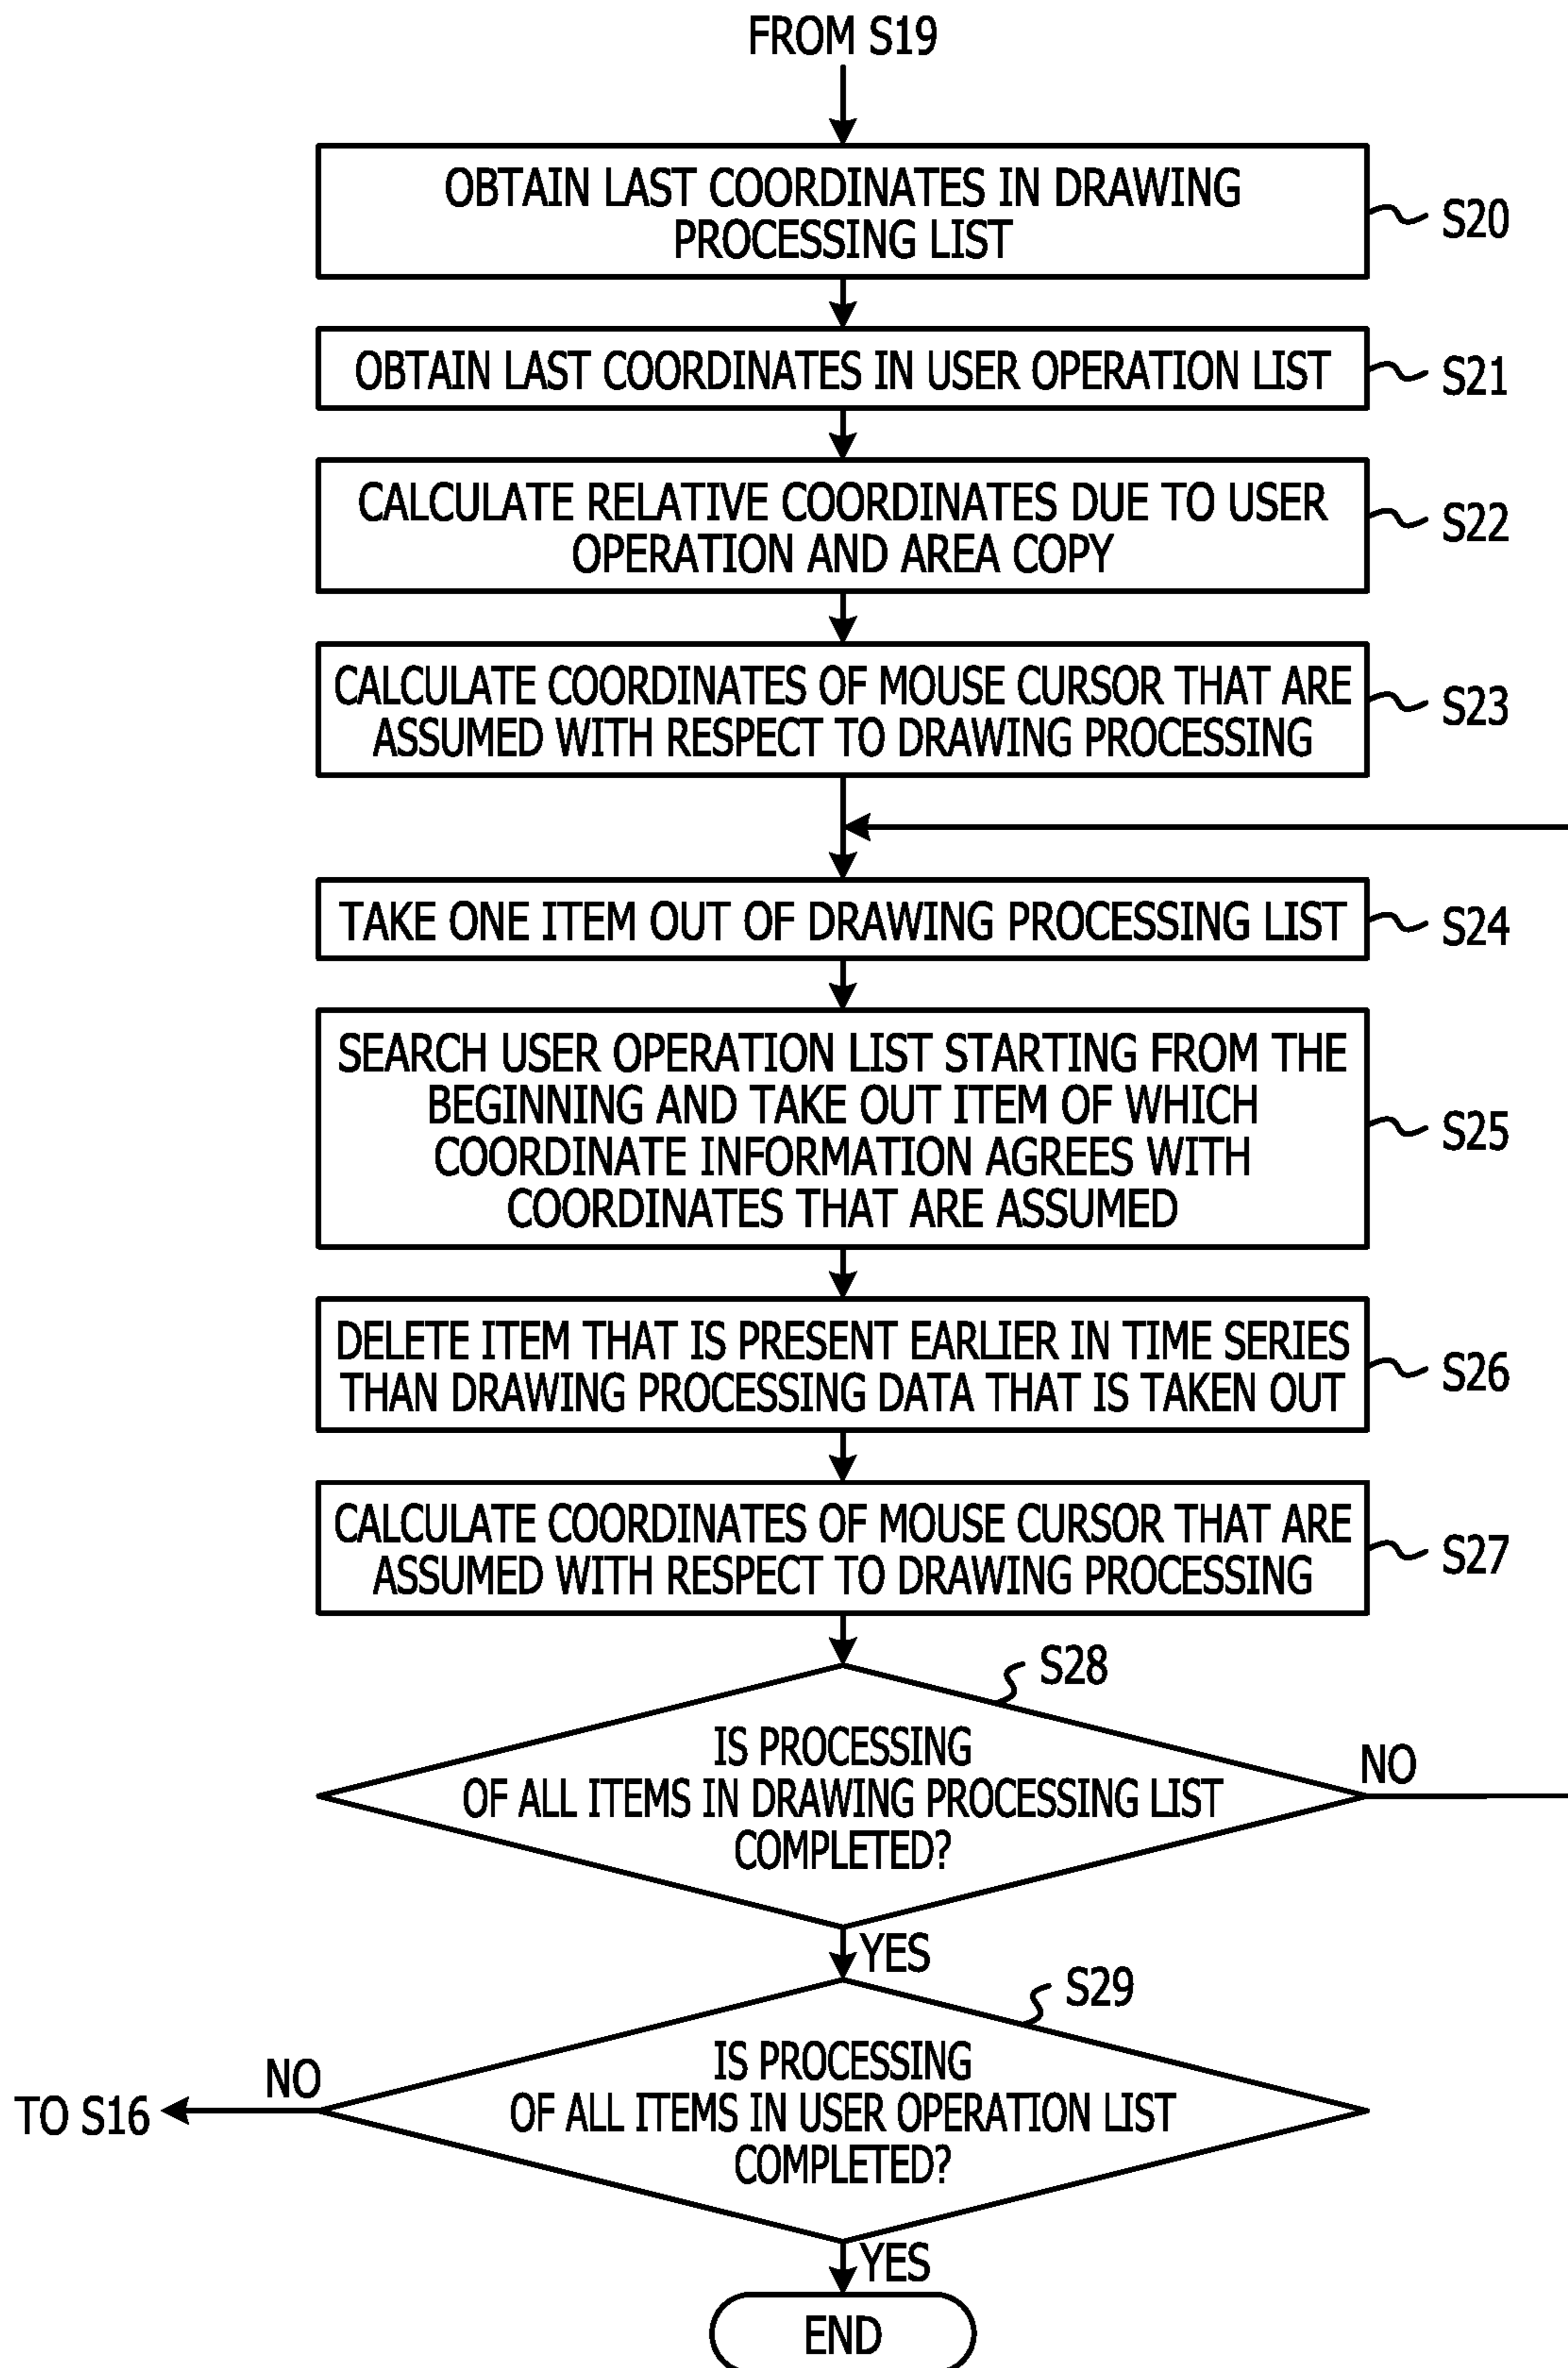 FROM S19
OBTAIN LAST COORDINATES IN DRAWING
PROCESSING LIST
S20
OBTAIN LAST COORDINATES IN USER OPERATION LIST
S21
CALCULATE RELATIVE COORDINATES DUE TO USER
OPERATION AND AREA COPY
S22
CALCULATE COORDINATES OF MOUSE CURSOR THAT ARE
ASSUMED WITH RESPECT TO DRAWING PROCESSING
S23
TAKE ONE ITEM OUT OF DRAWING PROCESSING LIST
S24
SEARCH USER OPERATION LIST STARTING FROM THE
BEGINNING AND TAKE OUT ITEM OF WHICH
COORDINATE INFORMATION AGREES WITH
COORDINATES THAT ARE ASSUMED
S25
DELETE ITEM THAT IS PRESENT EARLIER IN TIME SERIES
THAN DRAWING PROCESSING DATA THAT IS TAKEN OUT
S26
CALCULATE COORDINATES OF MOUSE CURSOR THAT ARE
ASSUMED WITH RESPECT TO DRAWING PROCESSING
S27
S28
IS PROCESSING
OF ALL ITEMS IN DRAWING PROCESSING LIST
COMPLETED?
NO
YES
S29
IS PROCESSING
OF ALL ITEMS IN USER OPERATION LIST
COMPLETED?
NO
TO S16
YES
END